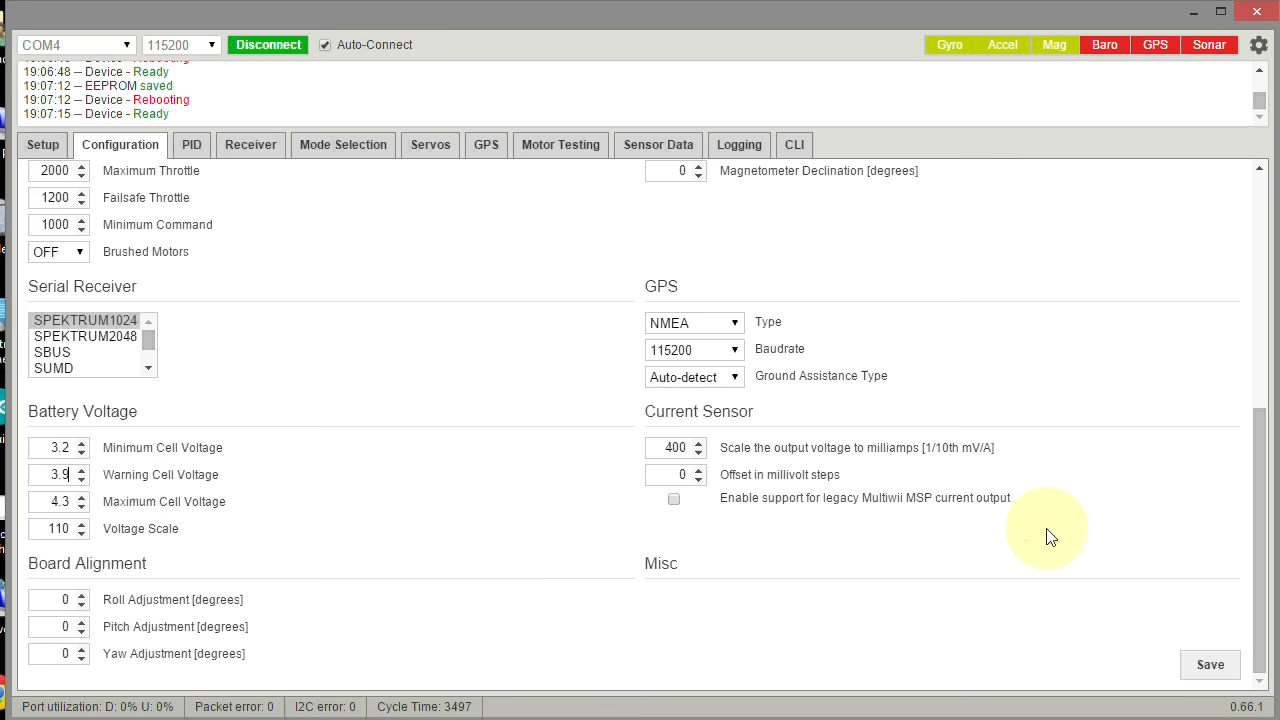 COM4 115200 Disconnect Auto-Connect Gyro Accel Mag Baro GPS Sonar
19:06:48 -- Device - Ready
19:07:12 -- EEPROM saved
19:07:12 -- Device - Rebooting
19:07:15 -- Device - Ready
Setup Configuration PID Receiver Mode Selection Servos GPS Motor Testing Sensor Data Logging CLI
2000 Maximum Throttle 0 Magnetometer Declination [degrees]
1200 Failsafe Throttle
1000 Minimum Command
OFF Brushed Motors
Serial Receiver GPS
SPEKTRUM1024 NMEA Type
SPEKTRUM2048
SBUS 115200 Baudrate
SUMD Auto-detect Ground Assistance Type
Battery Voltage Current Sensor
3.2 Minimum Cell Voltage 400 Scale the output voltage to milliamps [1/10th mV/A]
3.9 Warning Cell Voltage 0 Offset in millivolt steps
4.3 Maximum Cell Voltage Enable support for legacy Multiwii MSP current output
110 Voltage Scale
Board Alignment Misc
0 Roll Adjustment [degrees]
0 Pitch Adjustment [degrees]
0 Yaw Adjustment [degrees] Save
Port utilization: D: 0% U: 0% Packet error: 0 I2C error: 0 Cycle Time: 3497 0.66.1